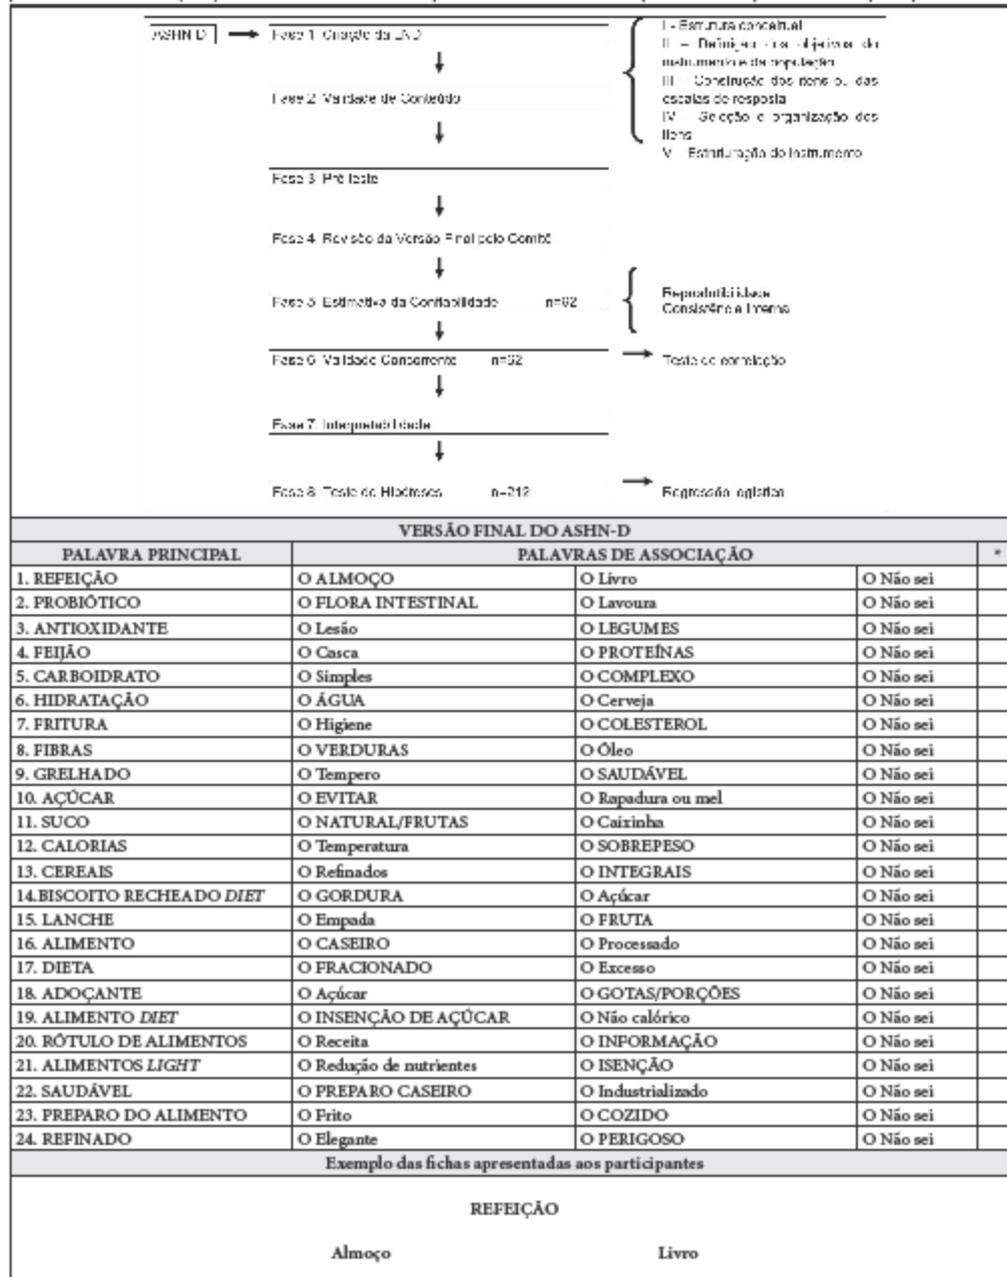 ASHN-D
Fase 1 Criação da LND
Fase 2 Validade de Conteúdo
Fase 3 Pré Teste
Fase 4 Revisão da Versão Final pelo Comitê
Fase 5 Estimativa da Confiabilidade n=62
Fase 6 Validade Concorrente n=62
Fase 7 Interpretabilidade
Fase 8 Teste de Hipóteses n=212
I - Estrutura conceitual
II – Definição dos objetivos do
instrumento e da população
III – Construção dos itens ou das
escalas de resposta
IV – Seleção e organização dos
itens
V – Estruturação do instrumento
Reprodutibilidade
Consistência Interna
Teste de correlação
Regressão logística
VERSÃO FINAL DO ASHN-D
PALAVRA PRINCIPAL PALAVRAS DE ASSOCIAÇÃO *
1. REFEIÇÃO O ALMOÇO O Livro O Não sei
2. PROBIÓTICO O FLORA INTESTINAL O Lavoura O Não sei
3. ANTIOXIDANTE O Lesão O LEGUMES O Não sei
4. FEIJÃO O Casca O PROTEÍNAS O Não sei
5. CARBOIDRATO O Simples O COMPLEXO O Não sei
6. HIDRATAÇÃO O ÁGUA O Cerveja O Não sei
7. FRITURA O Higiene O COLESTEROL O Não sei
8. FIBRAS O VERDURAS O Óleo O Não sei
9. GRELHADO O Tempero O SAUDÁVEL O Não sei
10. AÇÚCAR O EVITAR O Rapadura ou mel O Não sei
11. SUCO O NATURAL/FRUTAS O Caixinha O Não sei
12. CALORIAS O Temperatura O SOBREPESO O Não sei
13. CEREAIS O Refinados O INTEGRAIS O Não sei
14.BISCOITO RECHEADO DIET O GORDURA O Açúcar O Não sei
15. LANCHE O Empada O FRUTA O Não sei
16. ALIMENTO O CASEIRO O Processado O Não sei
17. DIETA O FRACIONADO O Excesso O Não sei
18. ADOÇANTE O Açúcar O GOTAS/PORÇÕES O Não sei
19. ALIMENTO DIET O INSENÇÃO DE AÇÚCAR O Não calórico O Não sei
20. RÓTULO DE ALIMENTOS O Receita O INFORMAÇÃO O Não sei
21. ALIMENTOS LIGHT O Redução de nutrientes O ISENÇÃO O Não sei
22. SAUDÁVEL O PREPARO CASEIRO O Industrializado O Não sei
23. PREPARO DO ALIMENTO O Frito O COZIDO O Não sei
24. REFINADO O Elegante O PERIGOSO O Não sei
Exemplo das fichas apresentadas aos participantes
REFEIÇÃO
Almoço Livro